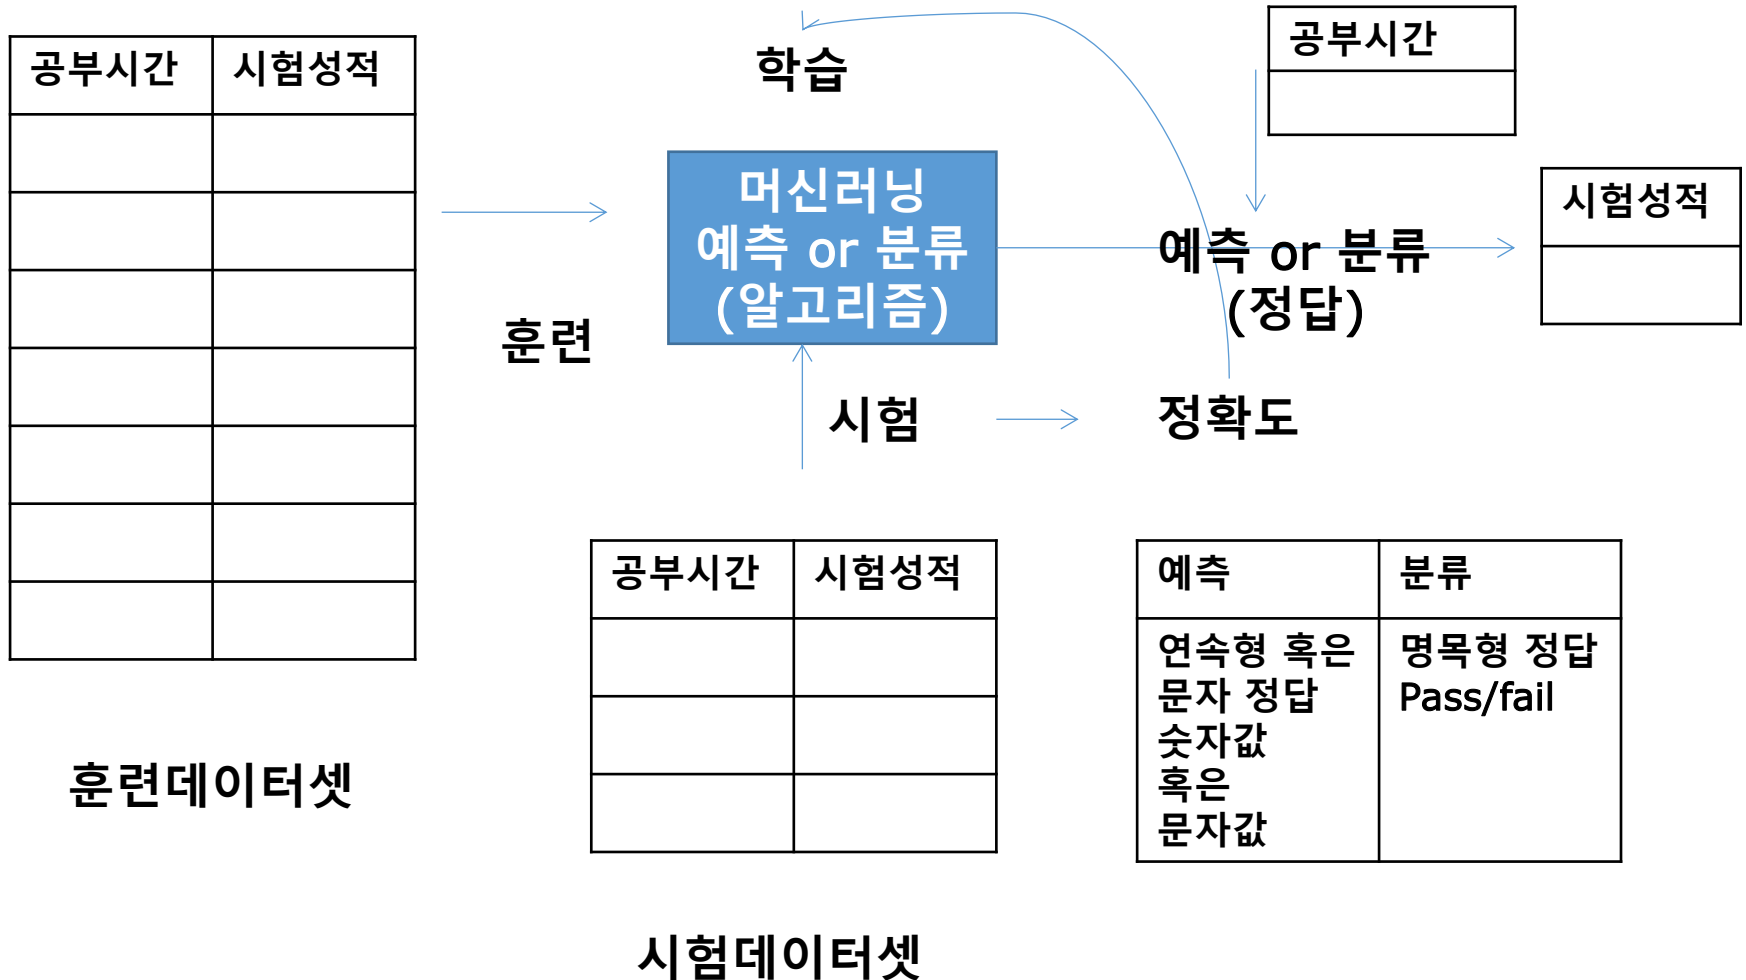 공부시간 시험성적
훈련데이터셋
훈련
학습
머신러닝
예측 or 분류
(알고리즘)
시험
공부시간 시험성적
시험데이터셋
공부시간
예측 or 분류
(정답)
정확도
시험성적
예측 분류
연속형 혹은
문자 정답
숫자값
혹은
문자값
명목형 정답
Pass/fail